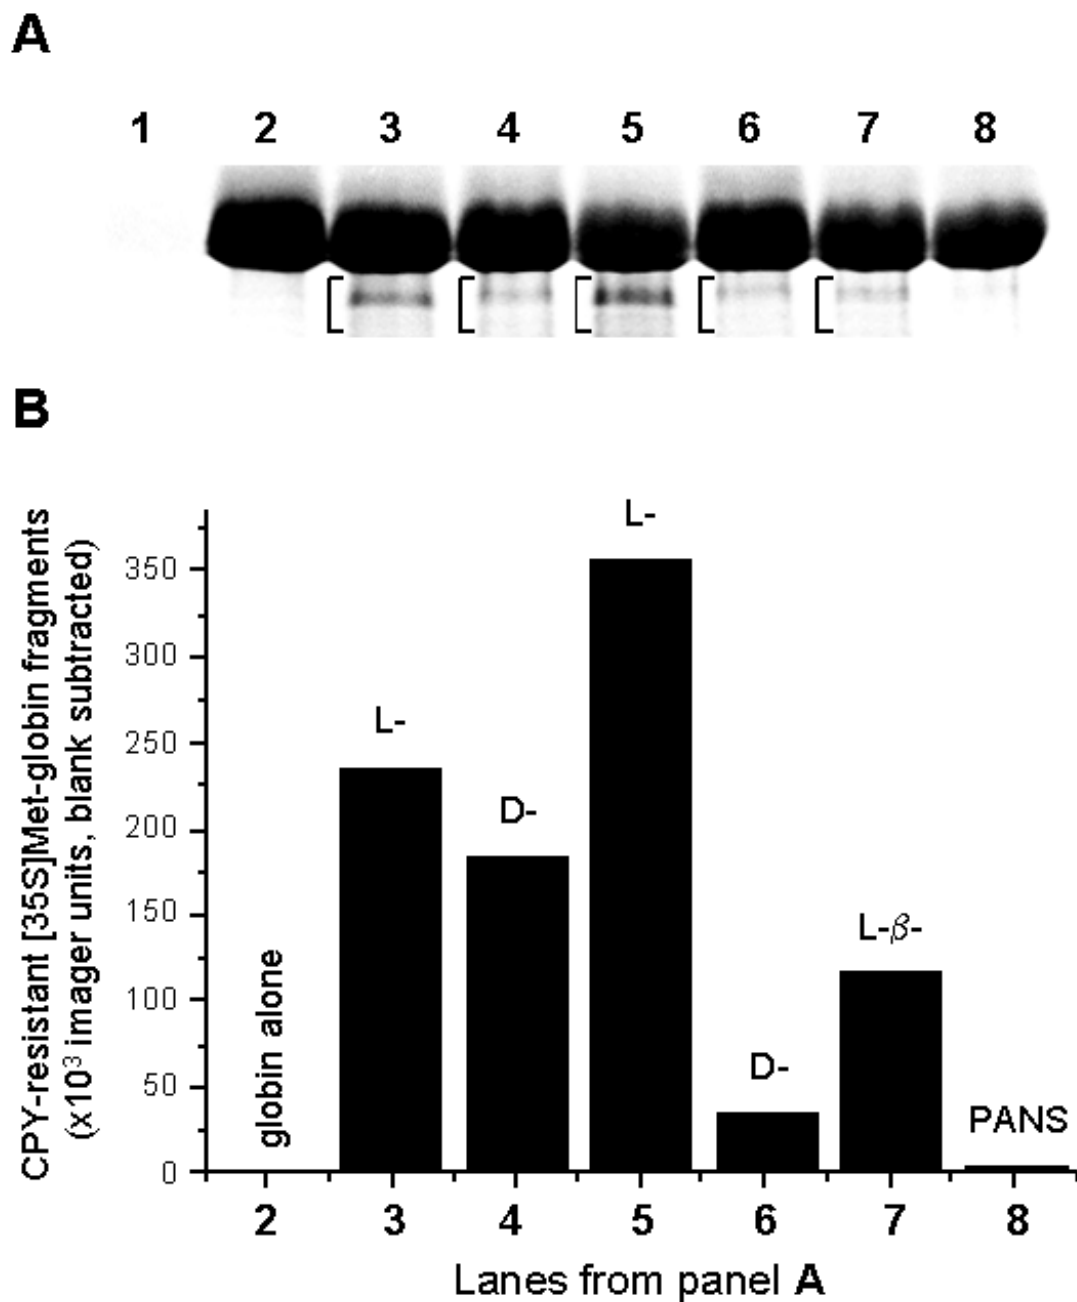 A
1 2 3 4 5 6 7 8
B
CPY-resistant [35S]Met-globin fragments
(x10³ imager units, blank subtracted)
350
300
250
200
150
100
50
0
globin alone
L-
D-
L-
D-
L-β-
PANS
2 3 4 5 6 7 8
Lanes from panel A